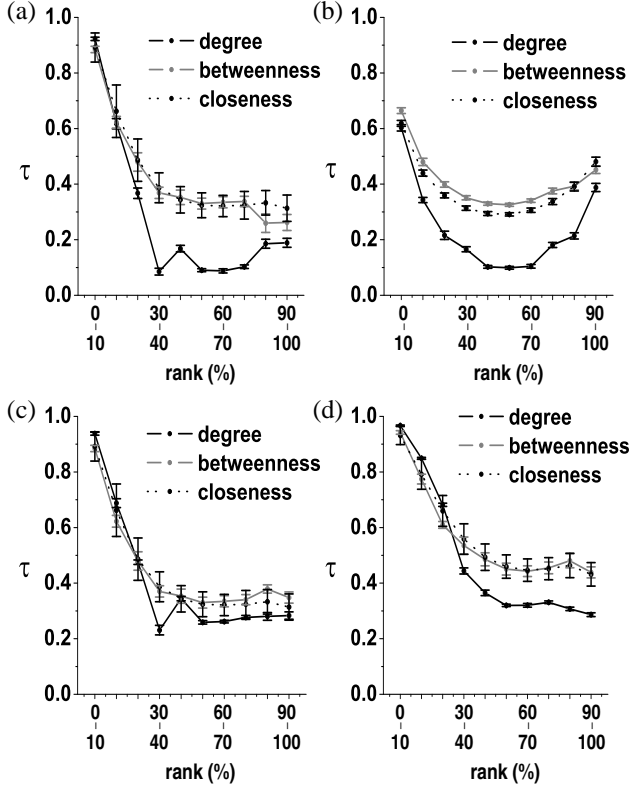 (a)
1.0
0.8
0.6
0.4
0.2
0.0
τ
degree
betweenness
closeness
0 30 60 90
10 40 70 100
rank (%)
(b)
1.0
0.8
0.6
0.4
0.2
0.0
τ
degree
betweenness
closeness
0 30 60 90
10 40 70 100
rank (%)
(c)
1.0
0.8
0.6
0.4
0.2
0.0
τ
degree
betweenness
closeness
0 30 60 90
10 40 70 100
rank (%)
(d)
1.0
0.8
0.6
0.4
0.2
0.0
τ
degree
betweenness
closeness
0 30 60 90
10 40 70 100
rank (%)